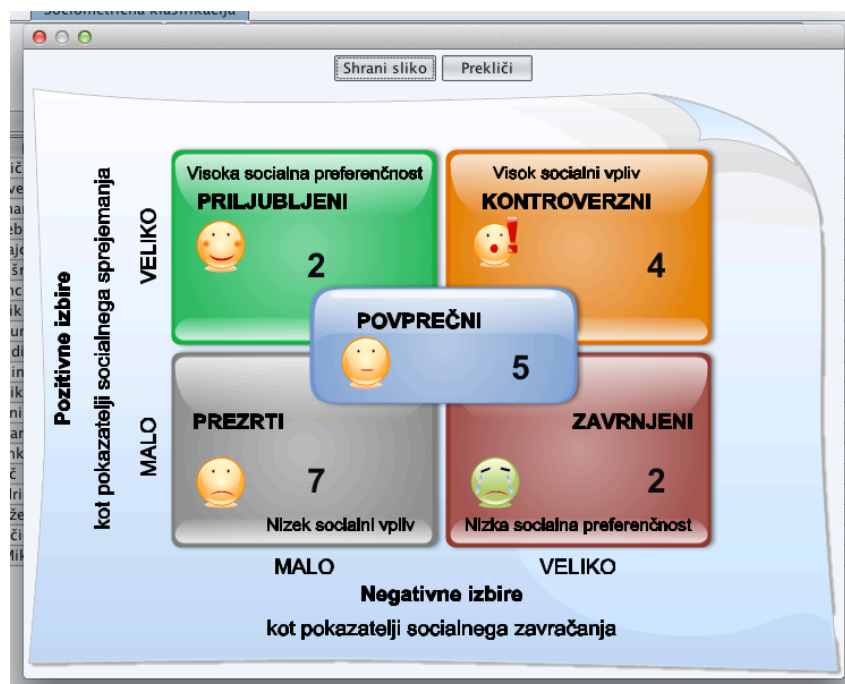 Sociometrična klasifikacija
Shrani sliko
Prekliči
Visoka socialna preferenčnost
PRILJUBLJENI
2
Visok socialni vpliv
KONTROVERZNI
4
POVPREČNI
5
PREZRTI
7
Nizek socialni vpliv
ZAVRNJENI
2
Nizka socialna preferenčnost
Pozitivne izbire
kot pokazatelji socialnega sprejemanja
VELIKO
MALO
MALO
VELIKO
Negativne izbire
kot pokazatelji socialnega zavračanja